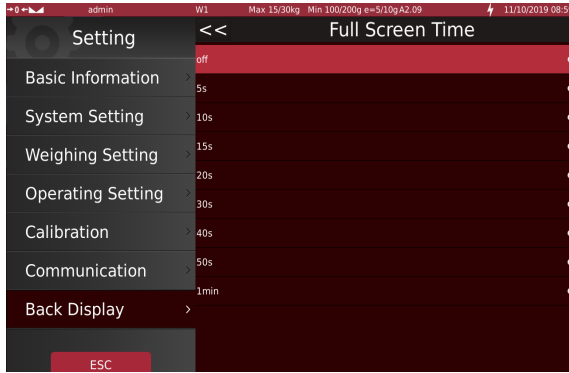 →0← admin W1 Max 15/30kg Min 100/200g e=5/10g A2.09 11/10/2019 08:5
Setting
<< Full Screen Time
off
Basic Information >
5s
System Setting >
10s
Weighing Setting >
15s
20s
Operating Setting >
30s
Calibration >
40s
Communication >
50s
1min
Back Display >
ESC